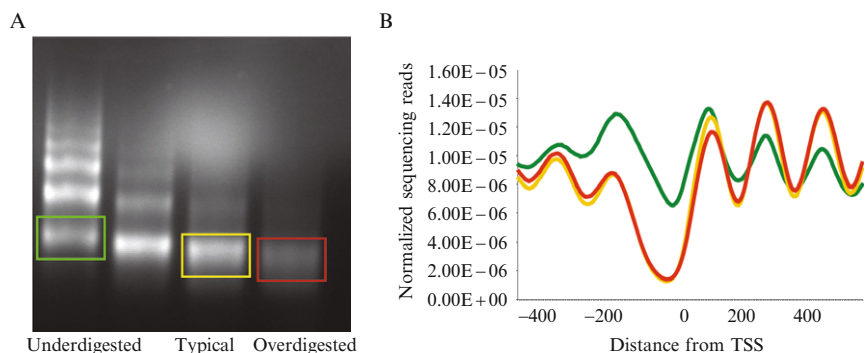 A
Underdigested Typical Overdigested
B
Normalized sequencing reads
1.60E−05
1.40E−05
1.20E−05
1.00E−05
8.00E−06
6.00E−06
4.00E−06
2.00E−06
0.00E+00
−400 −200 0 200 400
Distance from TSS